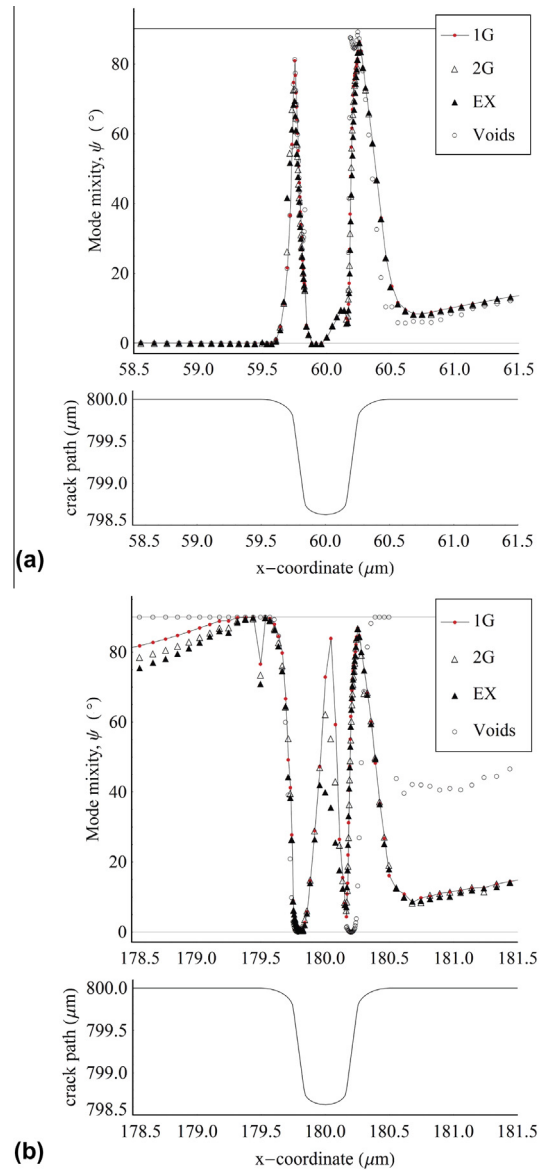 1G
2G
EX
Voids
Mode mixity, ψ (°)
80
60
40
20
0
58.5 59.0 59.5 60.0 60.5 61.0 61.5
crack path (μm)
800.0
799.5
799.0
798.5
58.5 59.0 59.5 60.0 60.5 61.0 61.5
x−coordinate (μm)
(a)
1G
2G
EX
Voids
Mode mixity, ψ (°)
80
60
40
20
0
178.5 179.0 179.5 180.0 180.5 181.0 181.5
crack path (μm)
800.0
799.5
799.0
798.5
178.5 179.0 179.5 180.0 180.5 181.0 181.5
x−coordinate (μm)
(b)